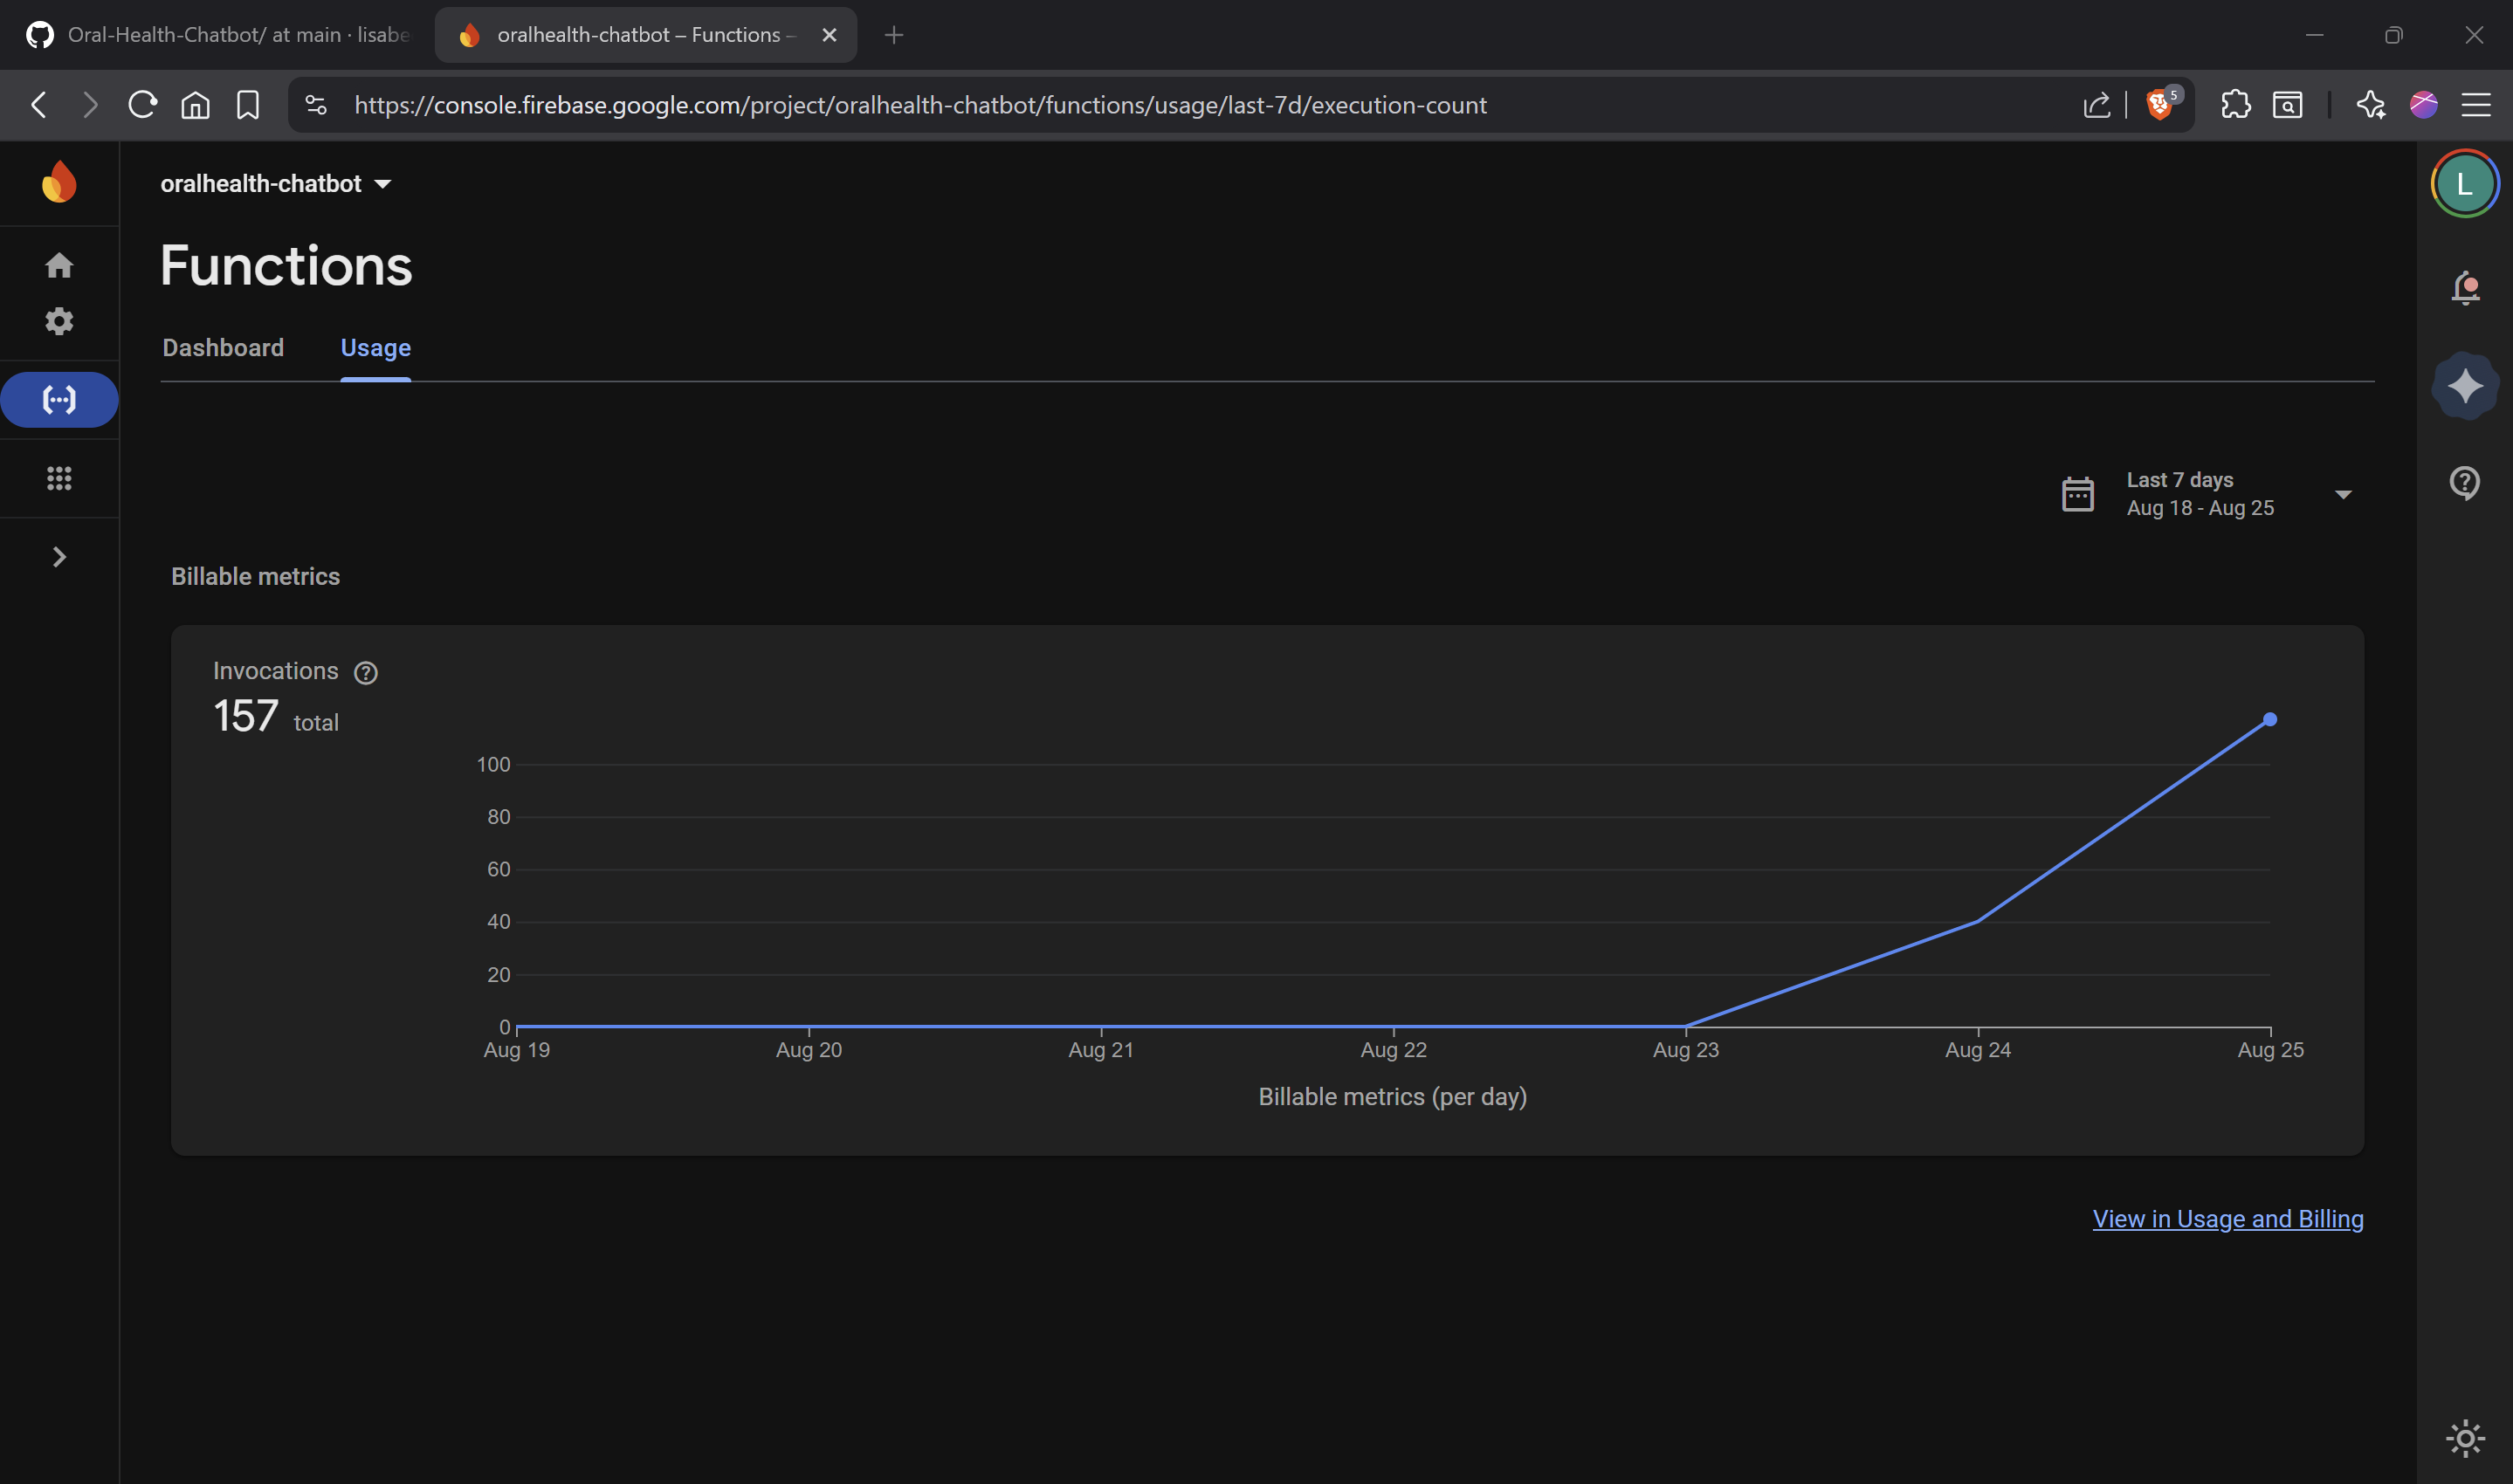 Oral-Health-Chatbot/ at main · lisabe
oralhealth-chatbot – Functions –
https://console.firebase.google.com/project/oralhealth-chatbot/functions/usage/last-7d/execution-count
5
oralhealth-chatbot
L
Functions
Dashboard
Usage
Last 7 days
Aug 18 - Aug 25
Billable metrics
Invocations
157 total
100
80
60
40
20
0
Aug 19
Aug 20
Aug 21
Aug 22
Aug 23
Aug 24
Aug 25
Billable metrics (per day)
View in Usage and Billing